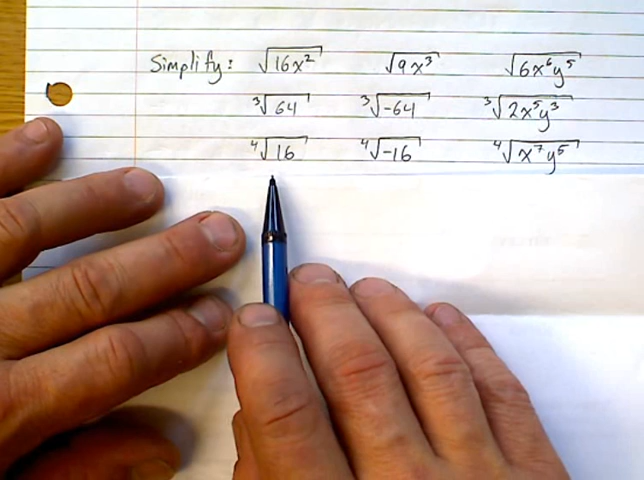 Simplify: √16x² √9x³ √6x⁶y⁵
³√64 ³√-64 ³√2x⁵y³
⁴√16 ⁴√-16 ⁴√x⁷y⁵